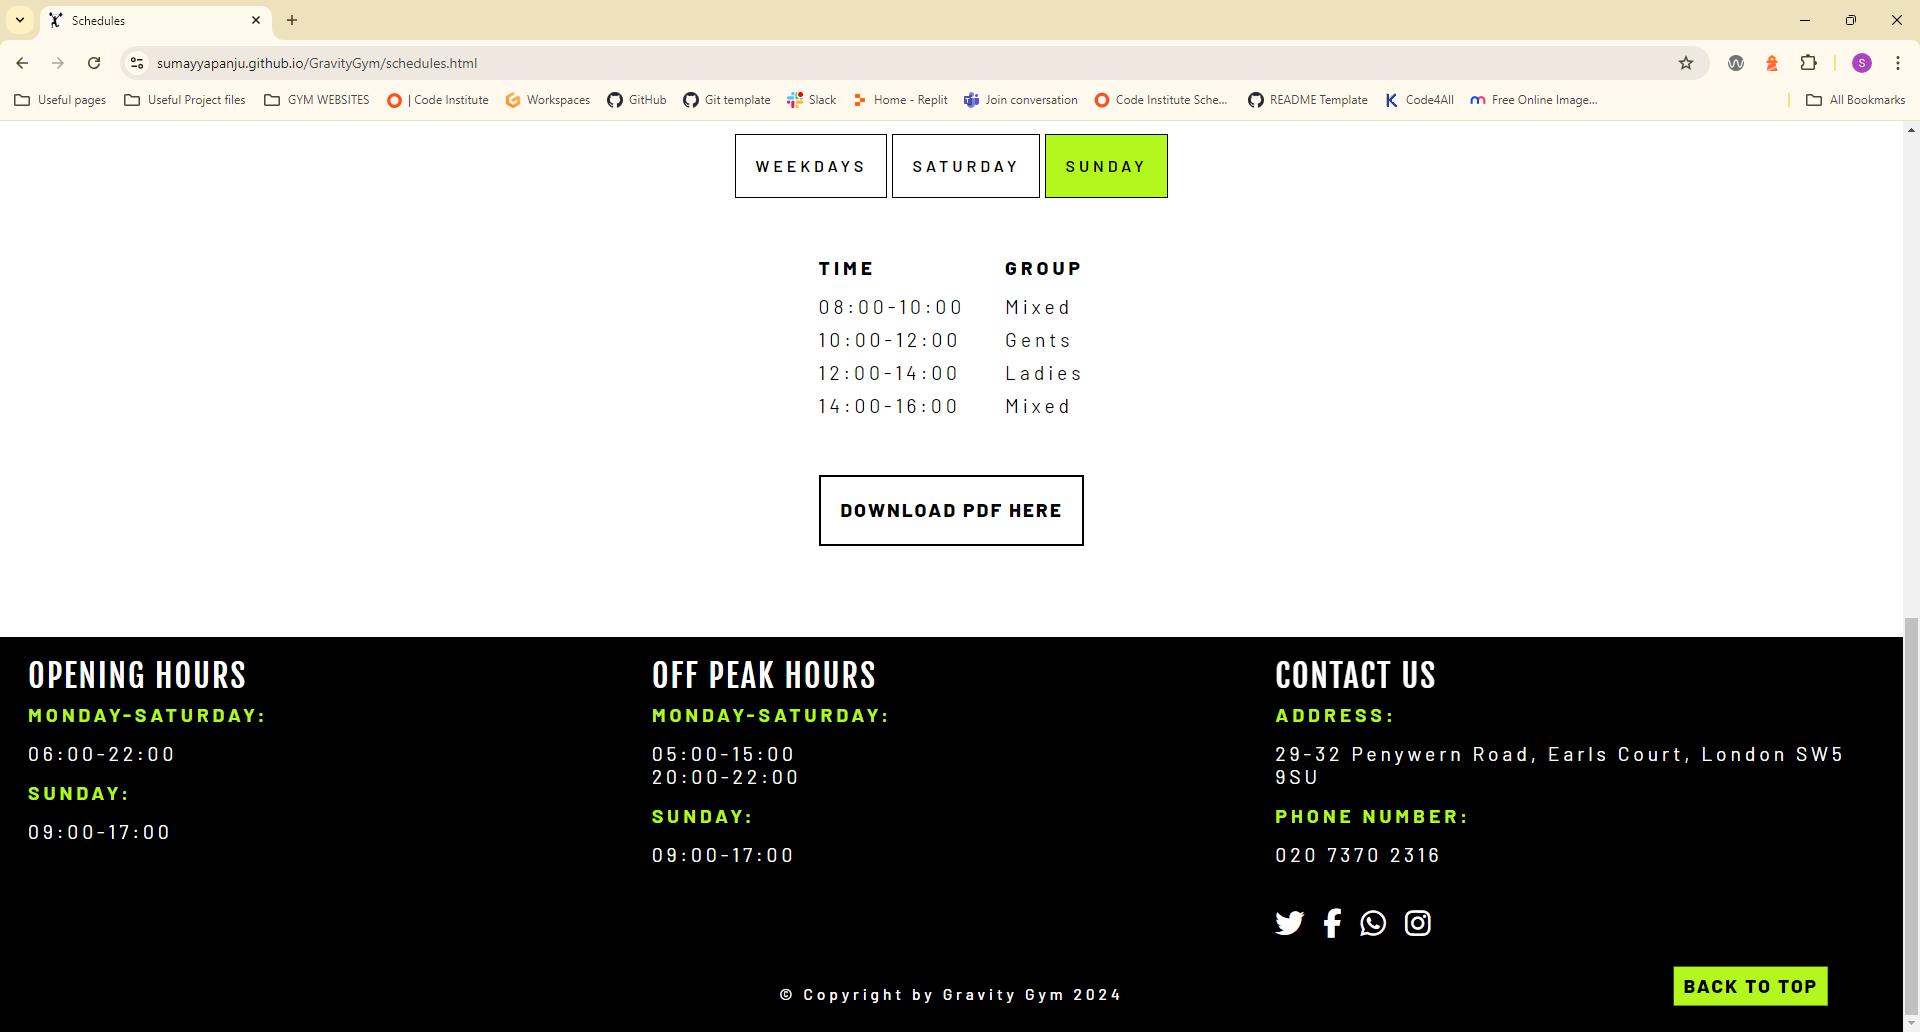 Schedules
sumayyapanju.github.io/GravityGym/schedules.html
S
Useful pages
Useful Project files
GYM WEBSITES
| Code Institute
Workspaces
GitHub
Git template
Slack
Home - Replit
Join conversation
Code Institute Sche...
README Template
Code4All
Free Online Image...
All Bookmarks
WEEKDAYS
SATURDAY
SUNDAY
TIME GROUP
08:00-10:00 Mixed
10:00-12:00 Gents
12:00-14:00 Ladies
14:00-16:00 Mixed
DOWNLOAD PDF HERE
OPENING HOURS
MONDAY-SATURDAY:
06:00-22:00
SUNDAY:
09:00-17:00
OFF PEAK HOURS
MONDAY-SATURDAY:
05:00-15:00
20:00-22:00
SUNDAY:
09:00-17:00
CONTACT US
ADDRESS:
29-32 Penywern Road, Earls Court, London SW5
9SU
PHONE NUMBER:
020 7370 2316
© Copyright by Gravity Gym 2024
BACK TO TOP